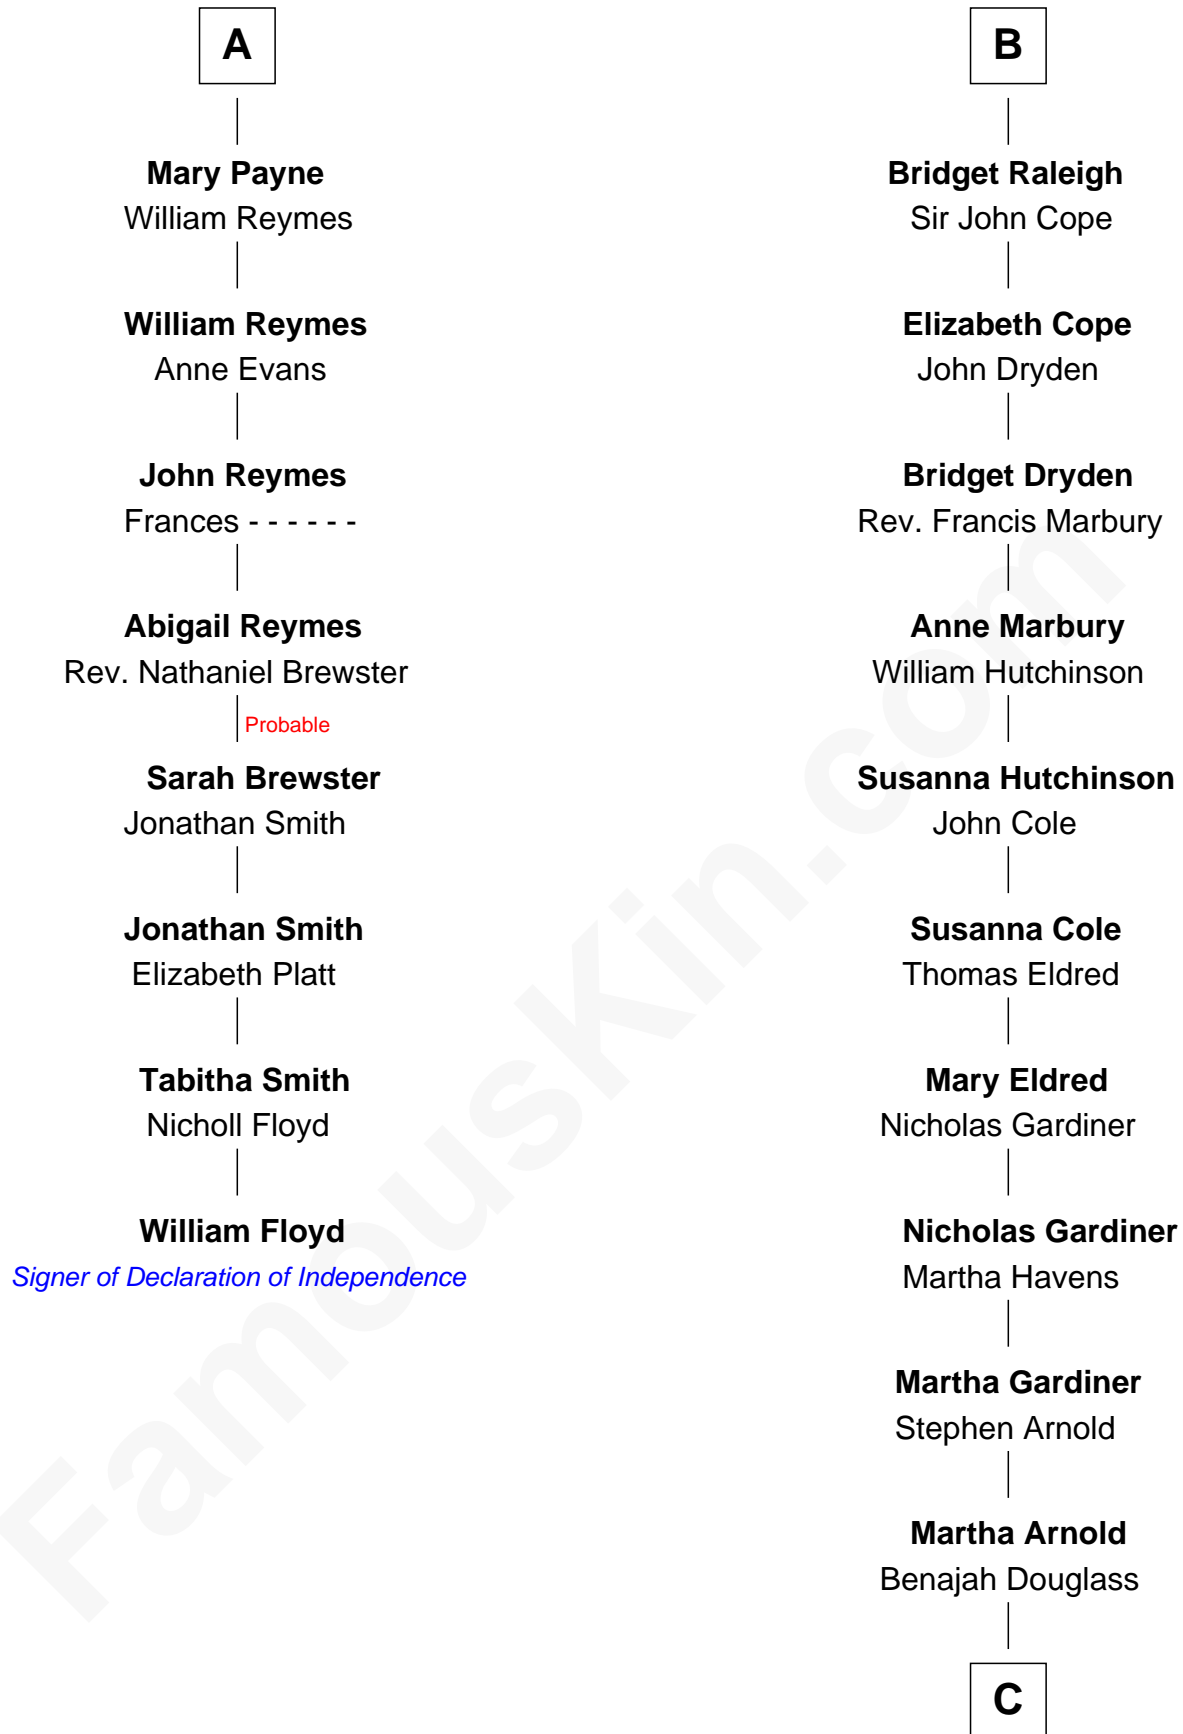 A
Mary Payne
William Reymes
William Reymes
Anne Evans
John Reymes
Frances - - - - - -
Abigail Reymes
Rev. Nathaniel Brewster
Probable
Sarah Brewster
Jonathan Smith
Jonathan Smith
Elizabeth Platt
Tabitha Smith
Nicholl Floyd
William Floyd
Signer of Declaration of Independence
B
Bridget Raleigh
Sir John Cope
Elizabeth Cope
John Dryden
Bridget Dryden
Rev. Francis Marbury
Anne Marbury
William Hutchinson
Susanna Hutchinson
John Cole
Susanna Cole
Thomas Eldred
Mary Eldred
Nicholas Gardiner
Nicholas Gardiner
Martha Havens
Martha Gardiner
Stephen Arnold
Martha Arnold
Benajah Douglass
C
FamousKin.com